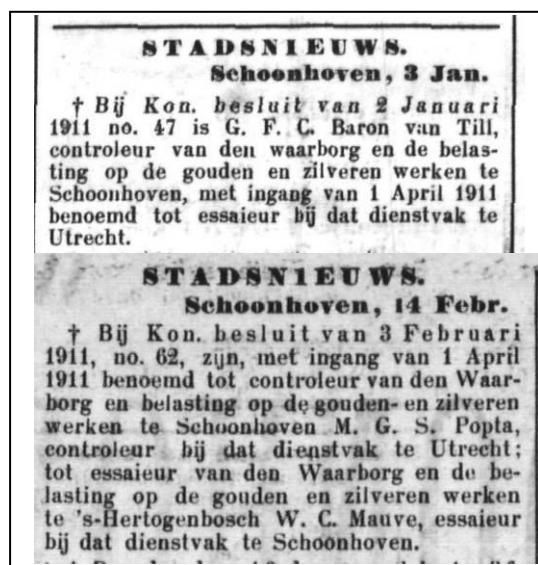 STADSNIEUWS.
Schoonhoven, 3 Jan.
† Bij Kon. besluit van 2 Januari
1911 no. 47 is G. F. C. Baron van Till,
controleur van den waarborg en de belas-
ting op de gouden en zilveren werken te
Schoonhoven, met ingang van 1 April 1911
benoemd tot essaieur bij dat dienstvak te
Utrecht.
STADSNIEUWS.
Schoonhoven, 14 Febr.
† Bij Kon. besluit van 3 Februari
1911, no. 62, zijn, met ingang van 1 April
1911 benoemd tot controleur van den Waar-
borg en belasting op de gouden- en zilveren
werken te Schoonhoven M. G. S. Popta,
controleur bij dat dienstvak te Utrecht;
tot essaieur van den Waarborg en de be-
lasting op de gouden en zilveren werken
te 's-Hertogenbosch W. C. Mauve, essaieur
bij dat dienstvak te Schoonhoven.